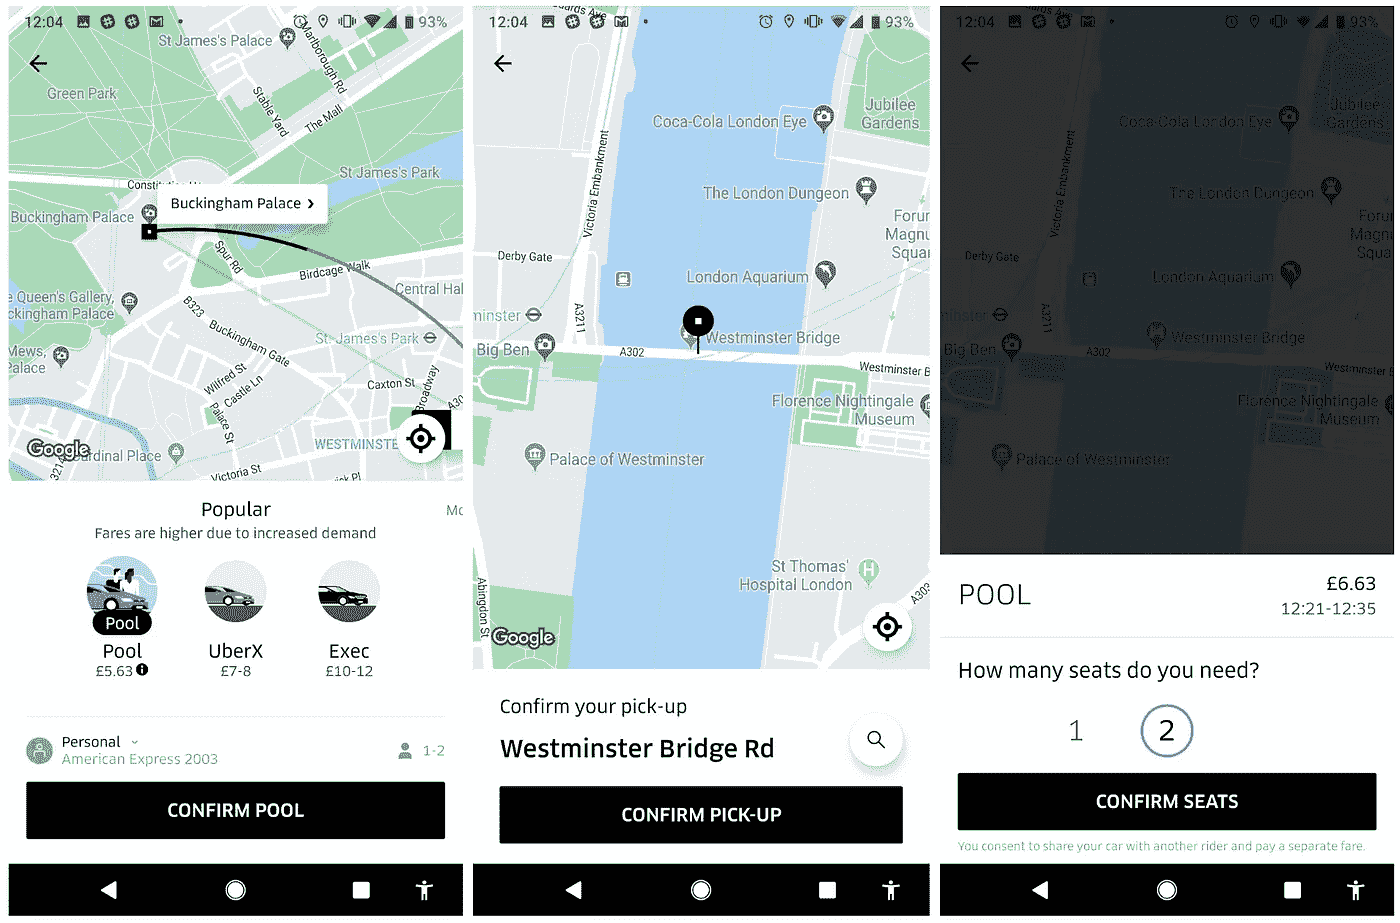 12:04
93%
St James's Palace
Marlborough Rd
Green Park
Stable Yard
The Mall
St James's Park
Buckingham Palace
Buckingham Palace >
Spur Rd
Birdcage Walk
e Queen's Gallery,
ckingham Palace
Central Hal
B323
Buckingham Gate
St. James's Park
Mews,
Palace
Wilfred St
Castle Ln
Caxton St
Broadway
Palace St
WESTMINSTE
Google
Cardinal Place
Victoria St
Popular
Mo
Fares are higher due to increased demand
Pool
Pool
UberX
Exec
£5.63
£7-8
£10-12
Personal
American Express 2003
1-2
CONFIRM POOL
12:04
93%
Jubilee
Gardens
Coca-Cola London Eye
Victoria Embankment
The London Dungeon
Forum
Magnu
Squar
Derby Gate
London Aquarium
minster
A3211
Westminster Bridge
Big Ben
A302
Westminster B
Florence Nightingale
Museum
Palace of Westminster
St Thomas'
Hospital London
Abingdon St
Google
Confirm your pick-up
Westminster Bridge Rd
CONFIRM PICK-UP
12:04
93%
Jubilee
Gardens
Coca-Cola London Eye
Victoria Embankment
The London Dungeon
Forum
Magnu
Squar
Derby Gate
London Aquarium
minster
A3211
Westminster Bridge
Big Ben
A302
Westminster B
Florence Nightingale
Museum
Palace of Westminster
POOL
£6.63
12:21-12:35
How many seats do you need?
1
2
CONFIRM SEATS
You consent to share your car with another rider and pay a separate fare.